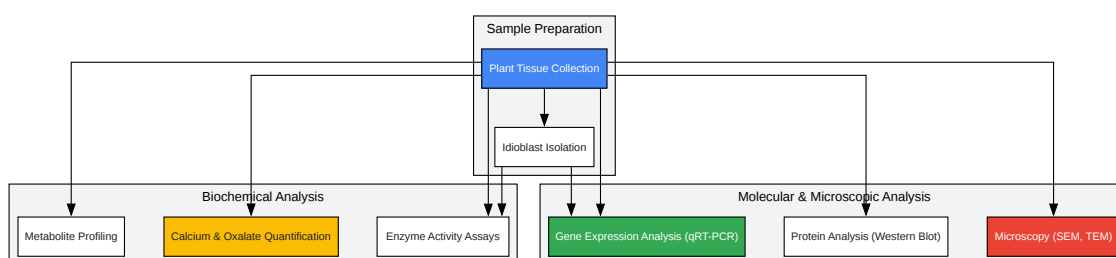 Sample Preparation
Plant Tissue Collection
Idioblast Isolation
Biochemical Analysis
Molecular & Microscopic Analysis
Metabolite Profiling
Calcium & Oxalate Quantification
Enzyme Activity Assays
Gene Expression Analysis (qRT-PCR)
Protein Analysis (Western Blot)
Microscopy (SEM, TEM)